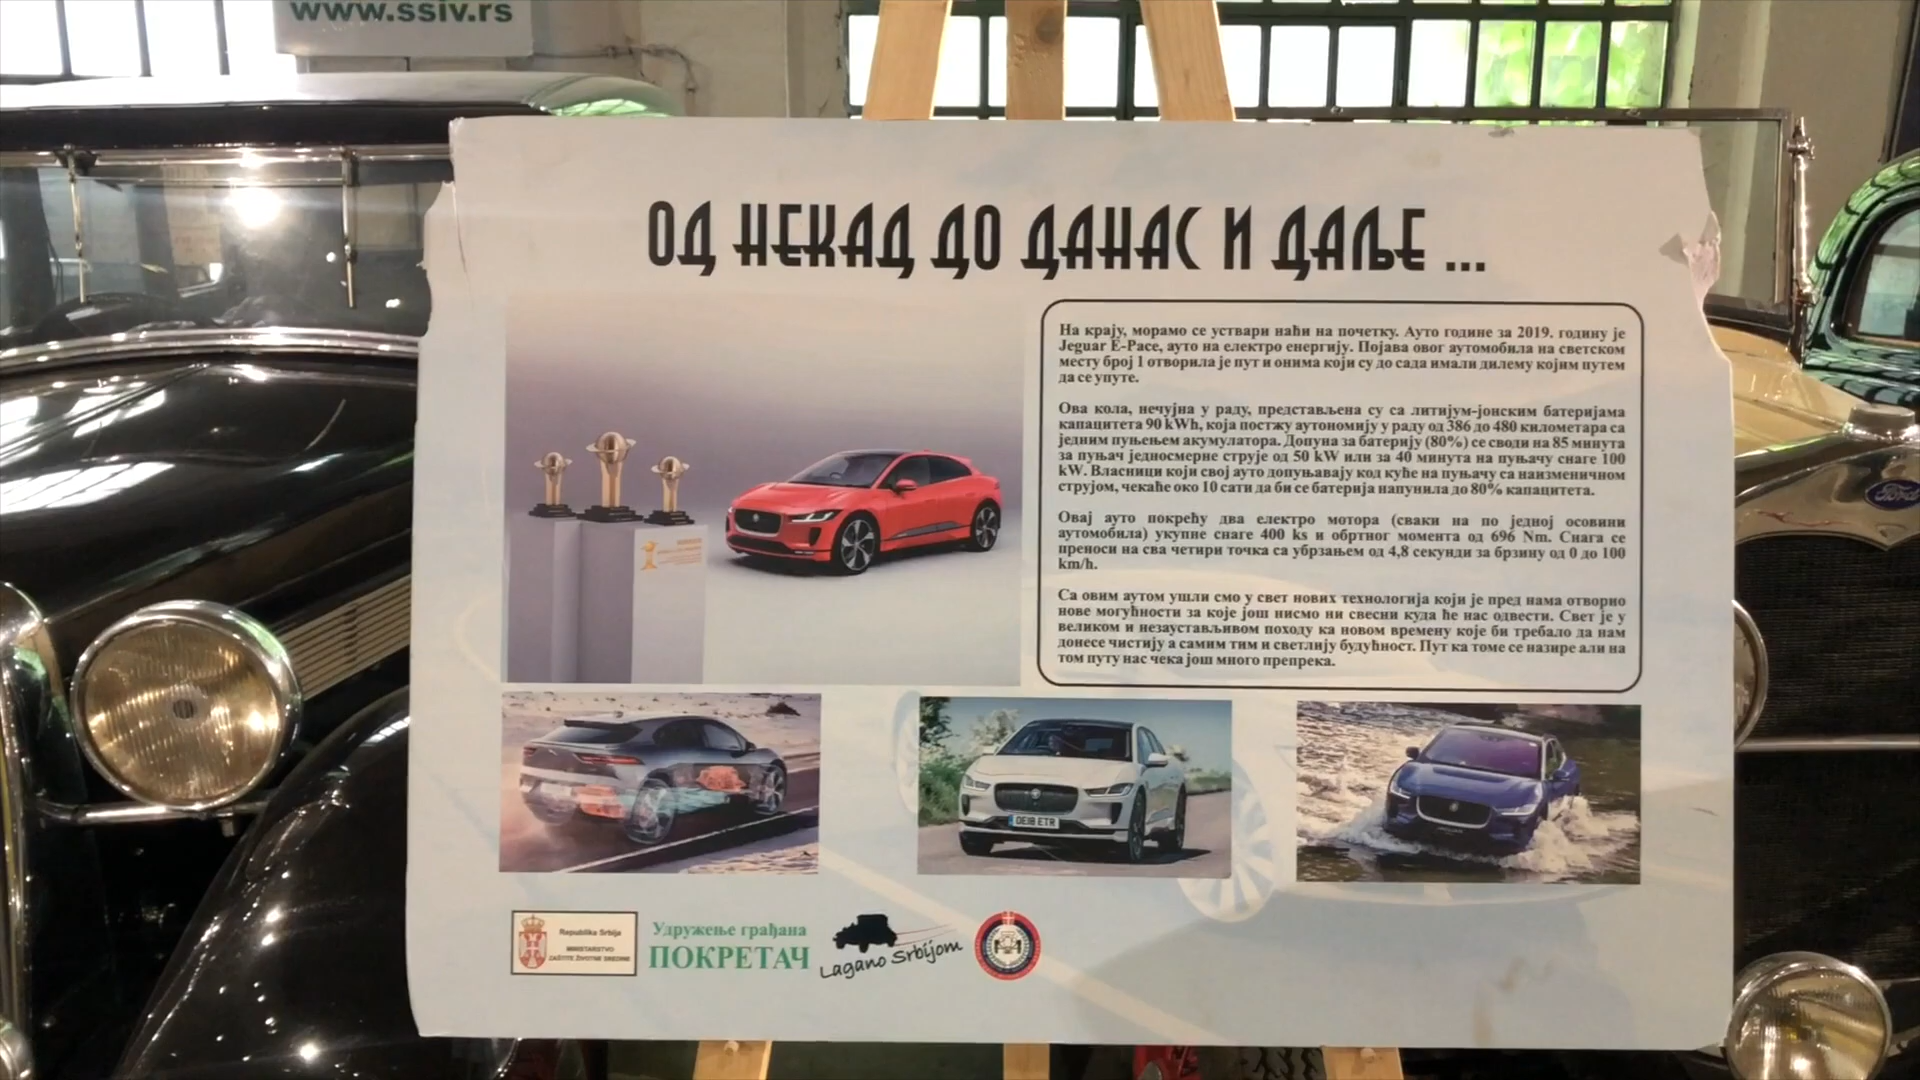 www.ssiv.rs
ОД НЕКАД ДО ДАНАС И ДАЉЕ ...
На крају, морамо се уствари наћи на почетку. Ауто године за 2019. годину је
Jeguar E-Pace, ауто на електро енергију. Појава овог аутомобила на светском
месту број 1 отворила је пут и онима који су до сада имали дилему којим путем
да се упуте.
Ова кола, нечујна у раду, представљена су са литијум-јонским батеријама
капацитета 90 kWh, која постжу аутономију у раду од 386 до 480 километара са
једним пуњењем акумулатора. Допуна за батерију (80%) се своди на 85 минута
за пуњач једносмерне струје од 50 kW или за 40 минута на пуњачу снаге 100
kW. Власници који свој ауто допуњавају код куће на пуњачу са наизменичном
струјом, чекаће око 10 сати да би се батерија напунила до 80% капацитета.
Овај ауто покрећу два електро мотора (сваки на по једној осовини
аутомобила) укупне снаге 400 ks и обртног момента од 696 Nm. Снага се
преноси на сва четири точка са убрзањем од 4,8 секунди за брзину од 0 до 100
km/h.
Са овим аутом ушли смо у свет нових технологија који је пред нама отворио
нове могућности за које још нисмо ни свесни куда ће нас одвести. Свет је у
великом и незаустављивом походу ка новом времену које би требало да нам
донесе чистију а самим тим и светлију будућност. Пут ка томе се назире али на
том путу нас чека још много препрека.
Ford
OE18 ETR
Republika Srbija
MINISTARSTVO
ZAŠTITE ŽIVOTNE SREDINE
Удружење грађана
ПОКРЕТАЧ
Lagano Srbijom